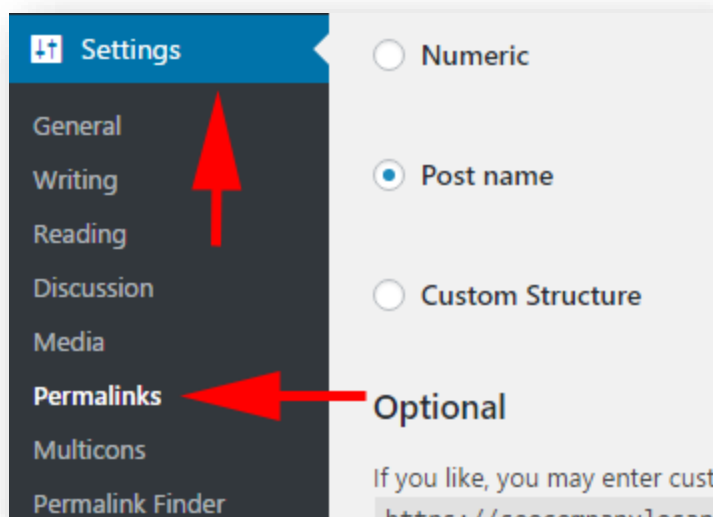 Settings
General
Writing
Reading
Discussion
Media
Permalinks
Multicons
Permalink Finder
Numeric
Post name
Custom Structure
Optional
If you like, you may enter cust